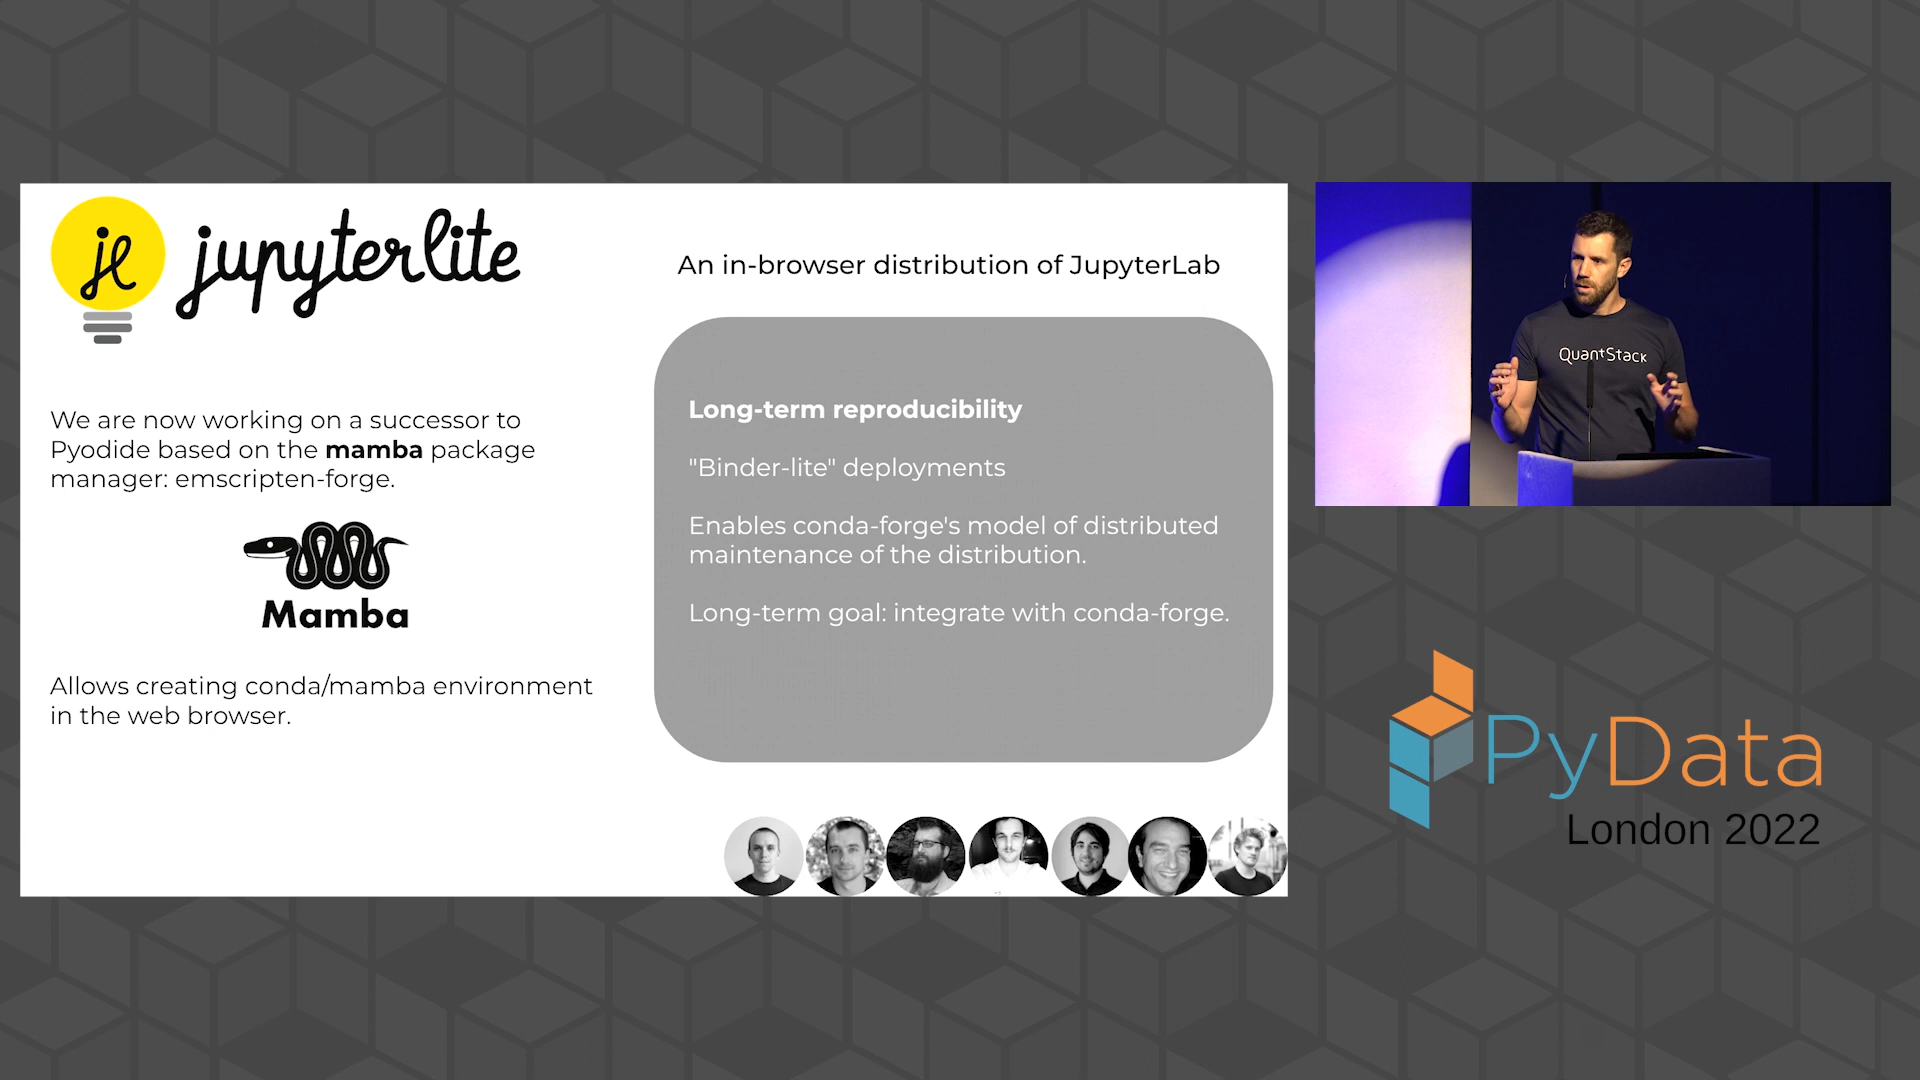 jl jupyterlite
An in-browser distribution of JupyterLab
We are now working on a successor to
Pyodide based on the mamba package
manager: emscripten-forge.
Mamba
Allows creating conda/mamba environment
in the web browser.
Long-term reproducibility
"Binder-lite" deployments
Enables conda-forge's model of distributed
maintenance of the distribution.
Long-term goal: integrate with conda-forge.
QuantStack
PyData
London 2022